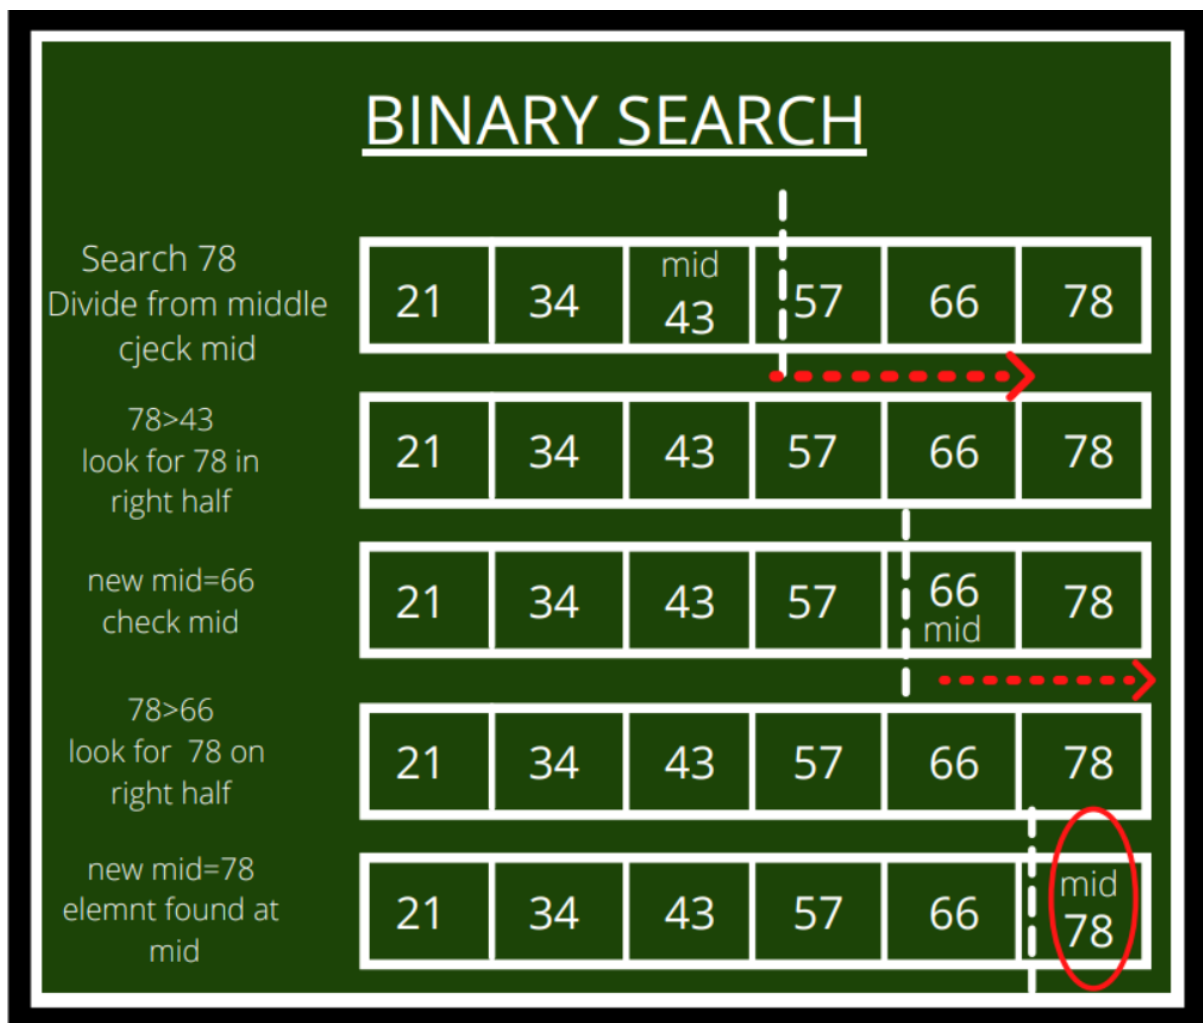 BINARY SEARCH
Search 78
Divide from middle
cjeck mid
mid
21 34 43 57 66 78
78>43
look for 78 in
right half
21 34 43 57 66 78
new mid=66
check mid
21 34 43 57 66 78
mid
78>66
look for 78 on
right half
21 34 43 57 66 78
new mid=78
elemnt found at
mid
mid
21 34 43 57 66 78